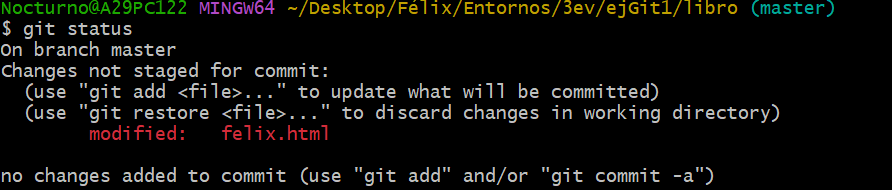 Nocturno@A29PC122 MINGW64 ~/Desktop/Félix/Entornos/3ev/ejGit1/libro (master)
$ git status
On branch master
Changes not staged for commit:
  (use "git add <file>..." to update what will be committed)
  (use "git restore <file>..." to discard changes in working directory)
        modified:   felix.html

no changes added to commit (use "git add" and/or "git commit -a")